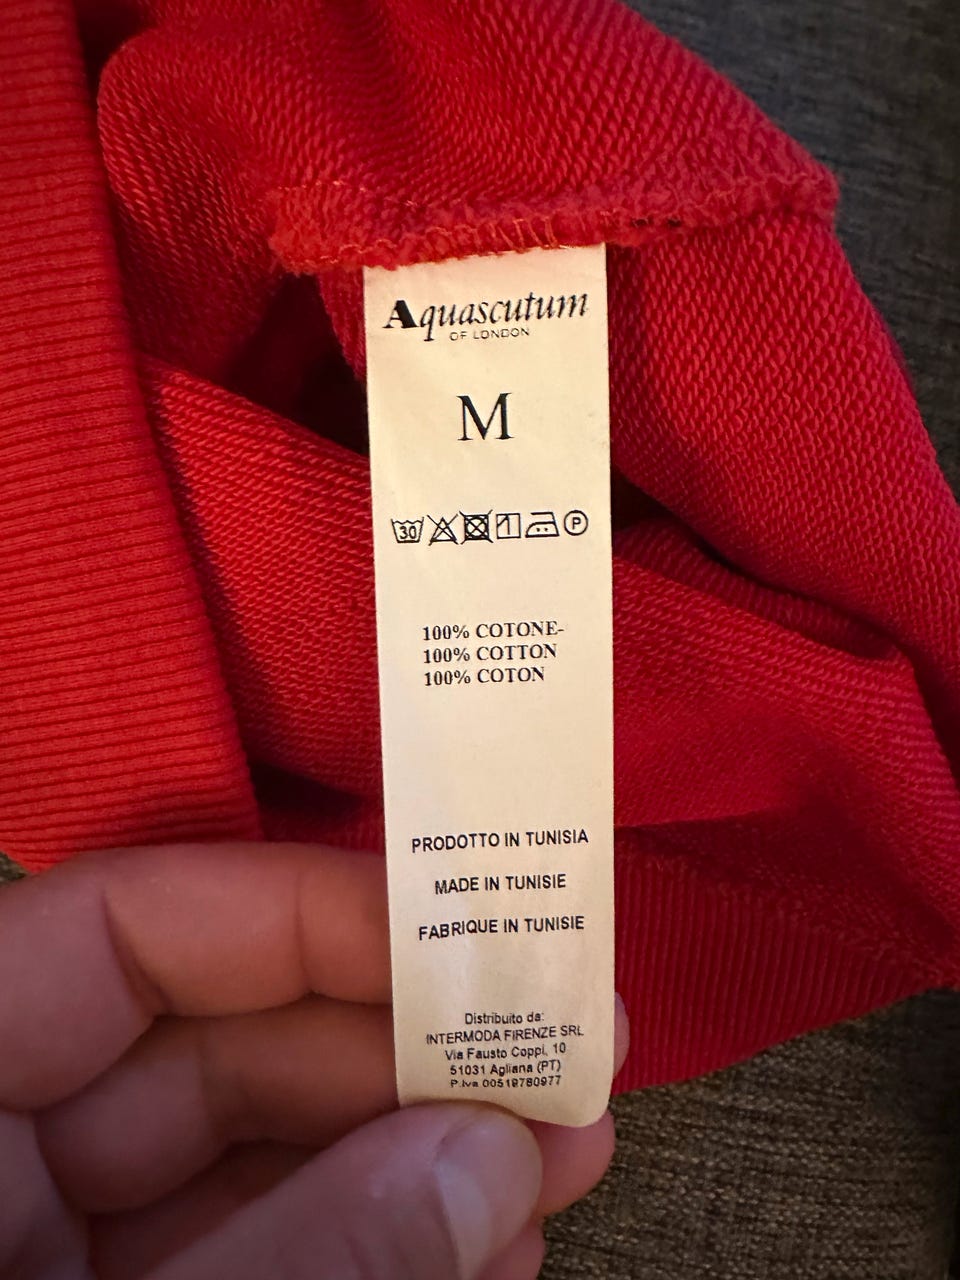 Aquascutum
OF LONDON
M
30 P
100% COTONE-
100% COTTON
100% COTON
PRODOTTO IN TUNISIA
MADE IN TUNISIE
FABRIQUE IN TUNISIE
Distribuito da:
INTERMODA FIRENZE SRL
Via Fausto Coppi, 10
51031 Agliana (PT)
P.Iva 00519780977